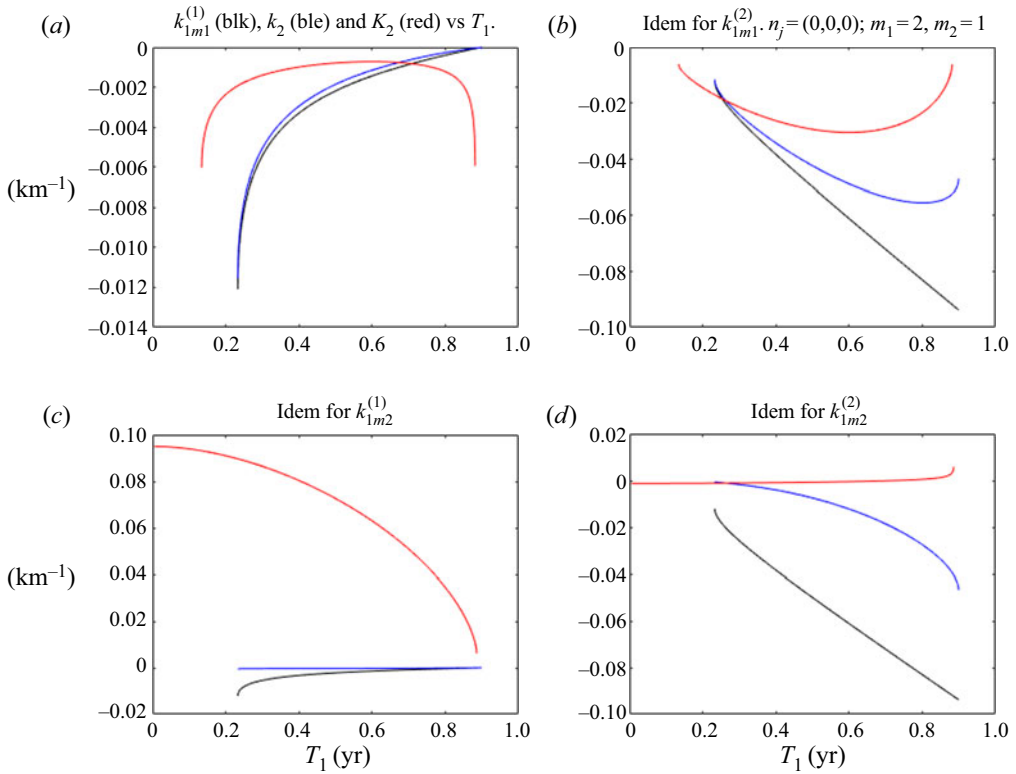 (a)
k_{1m1}^{(1)} (blk), k_2 (ble) and K_2 (red) vs T_1.
0
–0.002
–0.004
–0.006
–0.008
–0.010
–0.012
–0.014
(km^{–1})
0 0.2 0.4 0.6 0.8 1.0
(b)
Idem for k_{1m1}^{(2)}. n_j = (0,0,0); m_1 = 2, m_2 = 1
0
–0.02
–0.04
–0.06
–0.08
–0.10
0 0.2 0.4 0.6 0.8 1.0
(c)
Idem for k_{1m2}^{(1)}
0.10
0.08
0.06
0.04
0.02
0
–0.02
(km^{–1})
0 0.2 0.4 0.6 0.8 1.0
T_1 (yr)
(d)
Idem for k_{1m2}^{(2)}
0.02
0
–0.02
–0.04
–0.06
–0.08
–0.10
0 0.2 0.4 0.6 0.8 1.0
T_1 (yr)